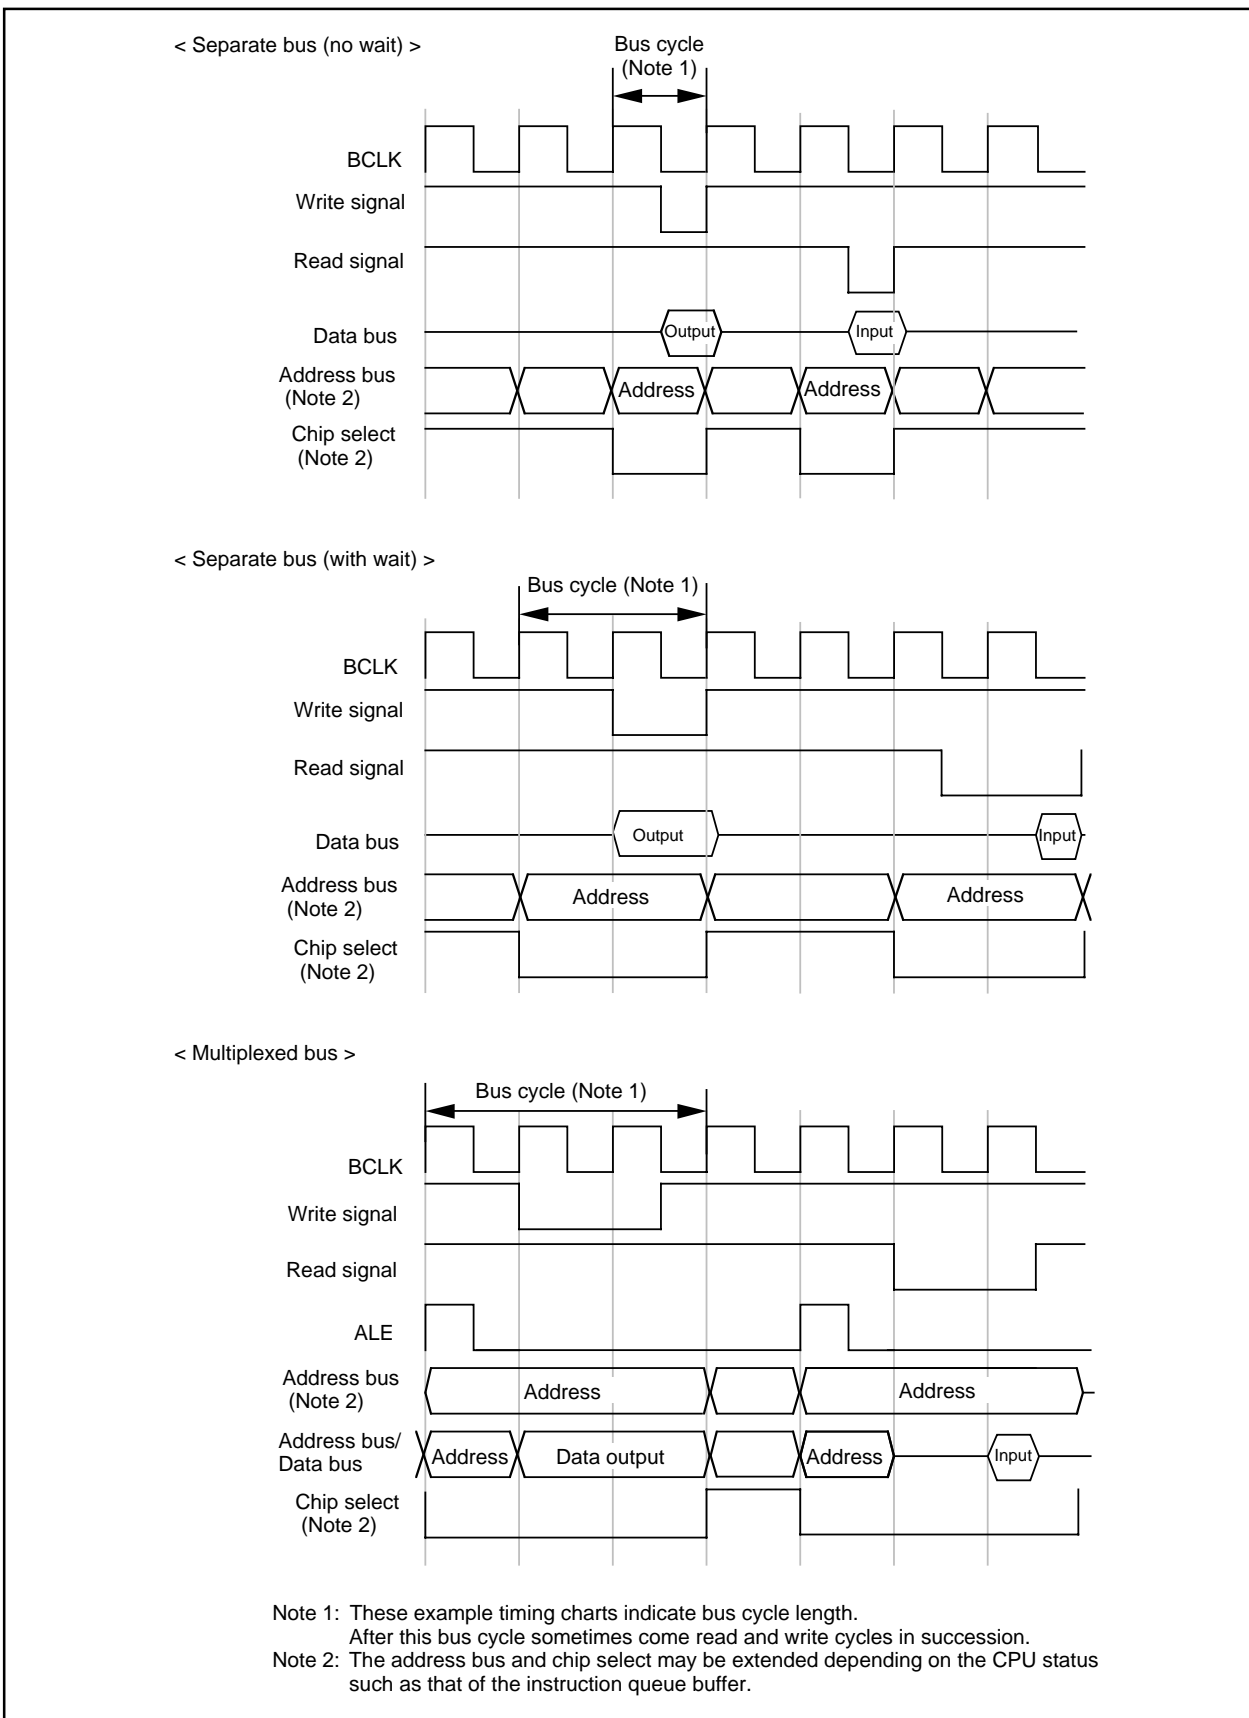 < Separate bus (no wait) >
Bus cycle
(Note 1)
BCLK
Write signal
Read signal
Data bus
Output
Input
Address bus
(Note 2)
Address
Address
Chip select
(Note 2)
< Separate bus (with wait) >
Bus cycle (Note 1)
BCLK
Write signal
Read signal
Data bus
Output
Input
Address bus
(Note 2)
Address
Address
Chip select
(Note 2)
< Multiplexed bus >
Bus cycle (Note 1)
BCLK
Write signal
Read signal
ALE
Address bus
(Note 2)
Address
Address
Address bus/
Data bus
Address
Data output
Address
Input
Chip select
(Note 2)
Note 1: These example timing charts indicate bus cycle length.
After this bus cycle sometimes come read and write cycles in succession.
Note 2: The address bus and chip select may be extended depending on the CPU status
such as that of the instruction queue buffer.